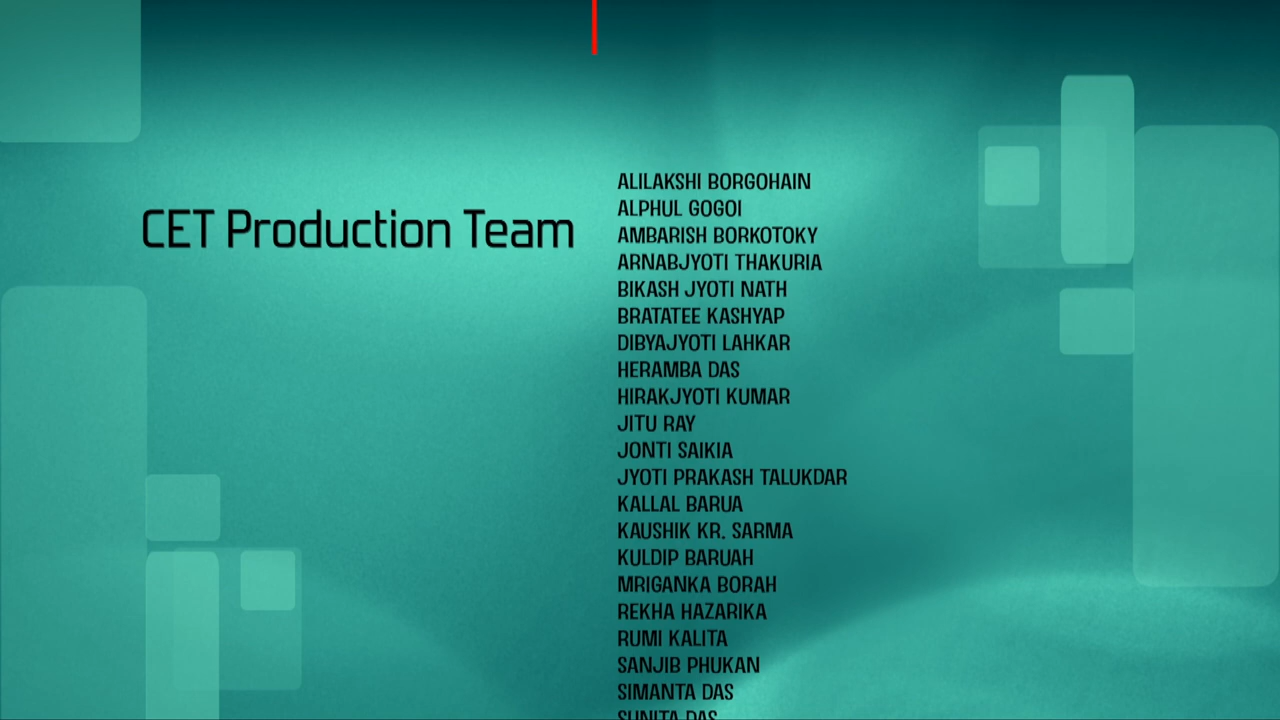 CET Production Team
ALILAKSHI BORGOHAIN
ALPHUL GOGOI
AMBARISH BORKOTOKY
ARNABJYOTI THAKURIA
BIKASH JYOTI NATH
BRATATEE KASHYAP
DIBYAJYOTI LAHKAR
HERAMBA DAS
HIRAKJYOTI KUMAR
JITU RAY
JONTI SAIKIA
JYOTI PRAKASH TALUKDAR
KALLAL BARUA
KAUSHIK KR. SARMA
KULDIP BARUAH
MRIGANKA BORAH
REKHA HAZARIKA
RUMI KALITA
SANJIB PHUKAN
SIMANTA DAS
SUNITA DAS